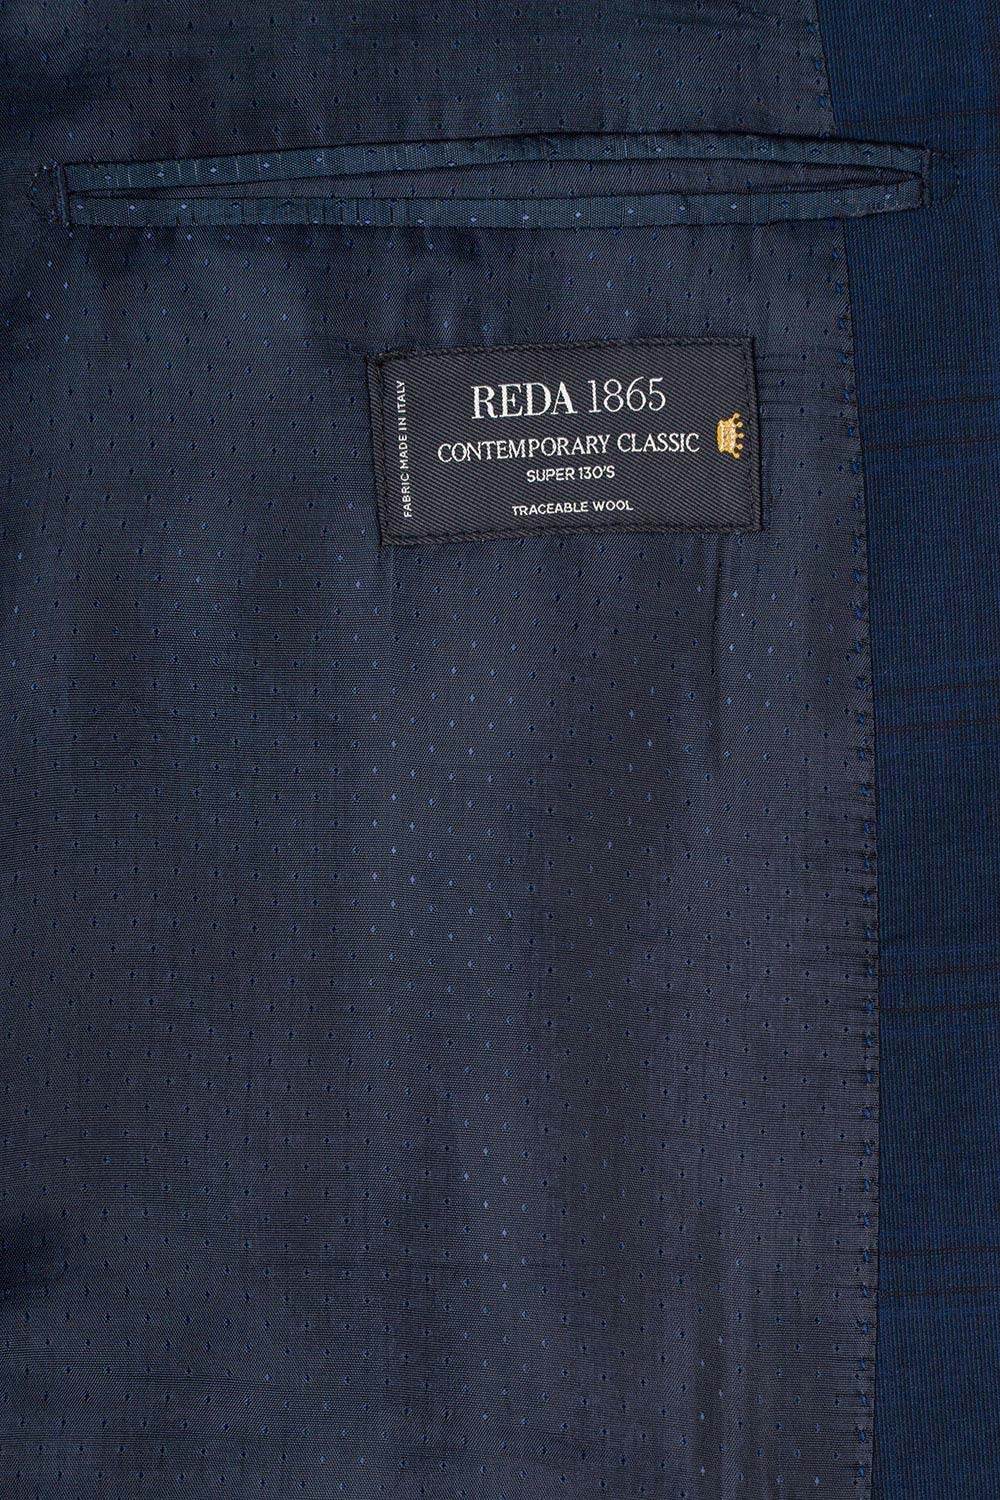 REDA 1865
CONTEMPORARY CLASSIC
SUPER 130'S
TRACEABLE WOOL
FABRIC MADE IN ITALY